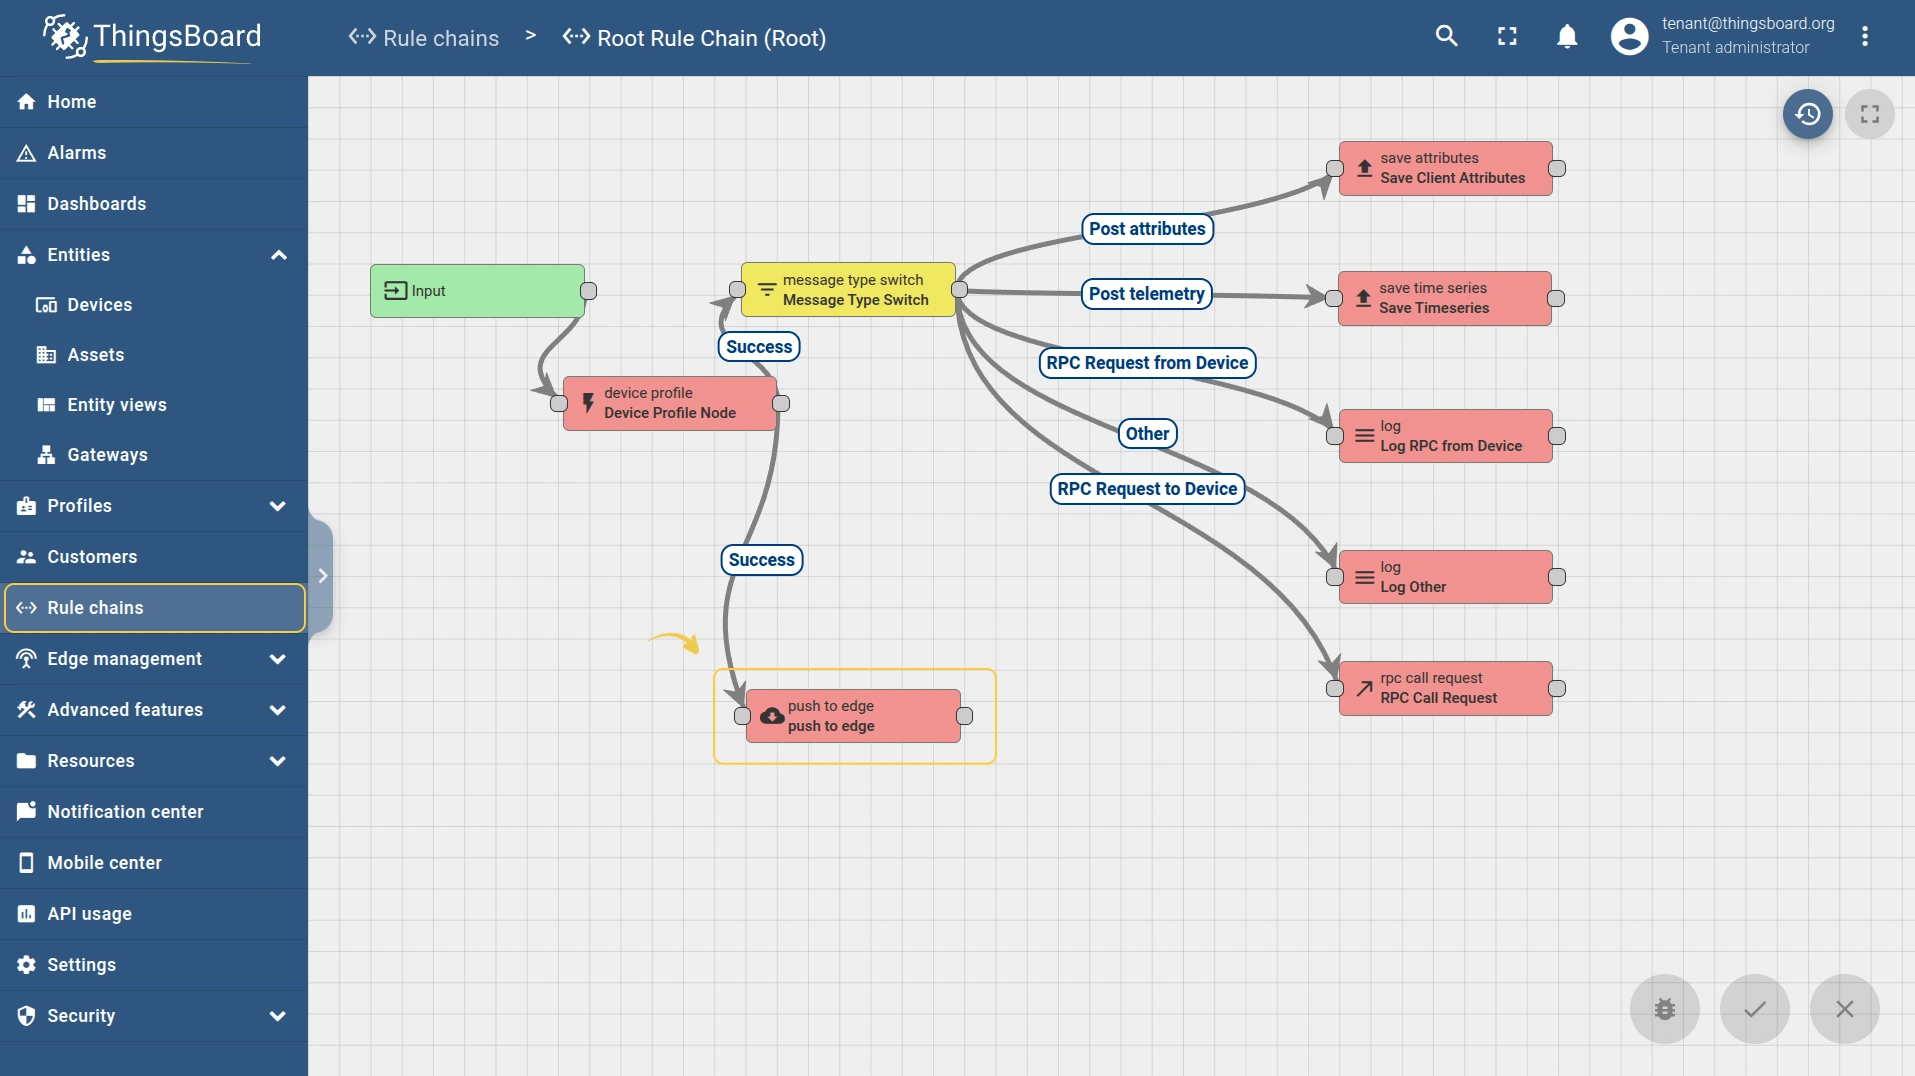 ThingsBoard
Rule chains > Root Rule Chain (Root)
tenant@thingsboard.org
Tenant administrator
Home
Alarms
Dashboards
Entities
Devices
Assets
Entity views
Gateways
Profiles
Customers
Rule chains
Edge management
Advanced features
Resources
Notification center
Mobile center
API usage
Settings
Security
Input
device profile
Device Profile Node
Success
message type switch
Message Type Switch
Success
push to edge
push to edge
Post attributes
Post telemetry
RPC Request from Device
Other
RPC Request to Device
save attributes
Save Client Attributes
save time series
Save Timeseries
log
Log RPC from Device
log
Log Other
rpc call request
RPC Call Request